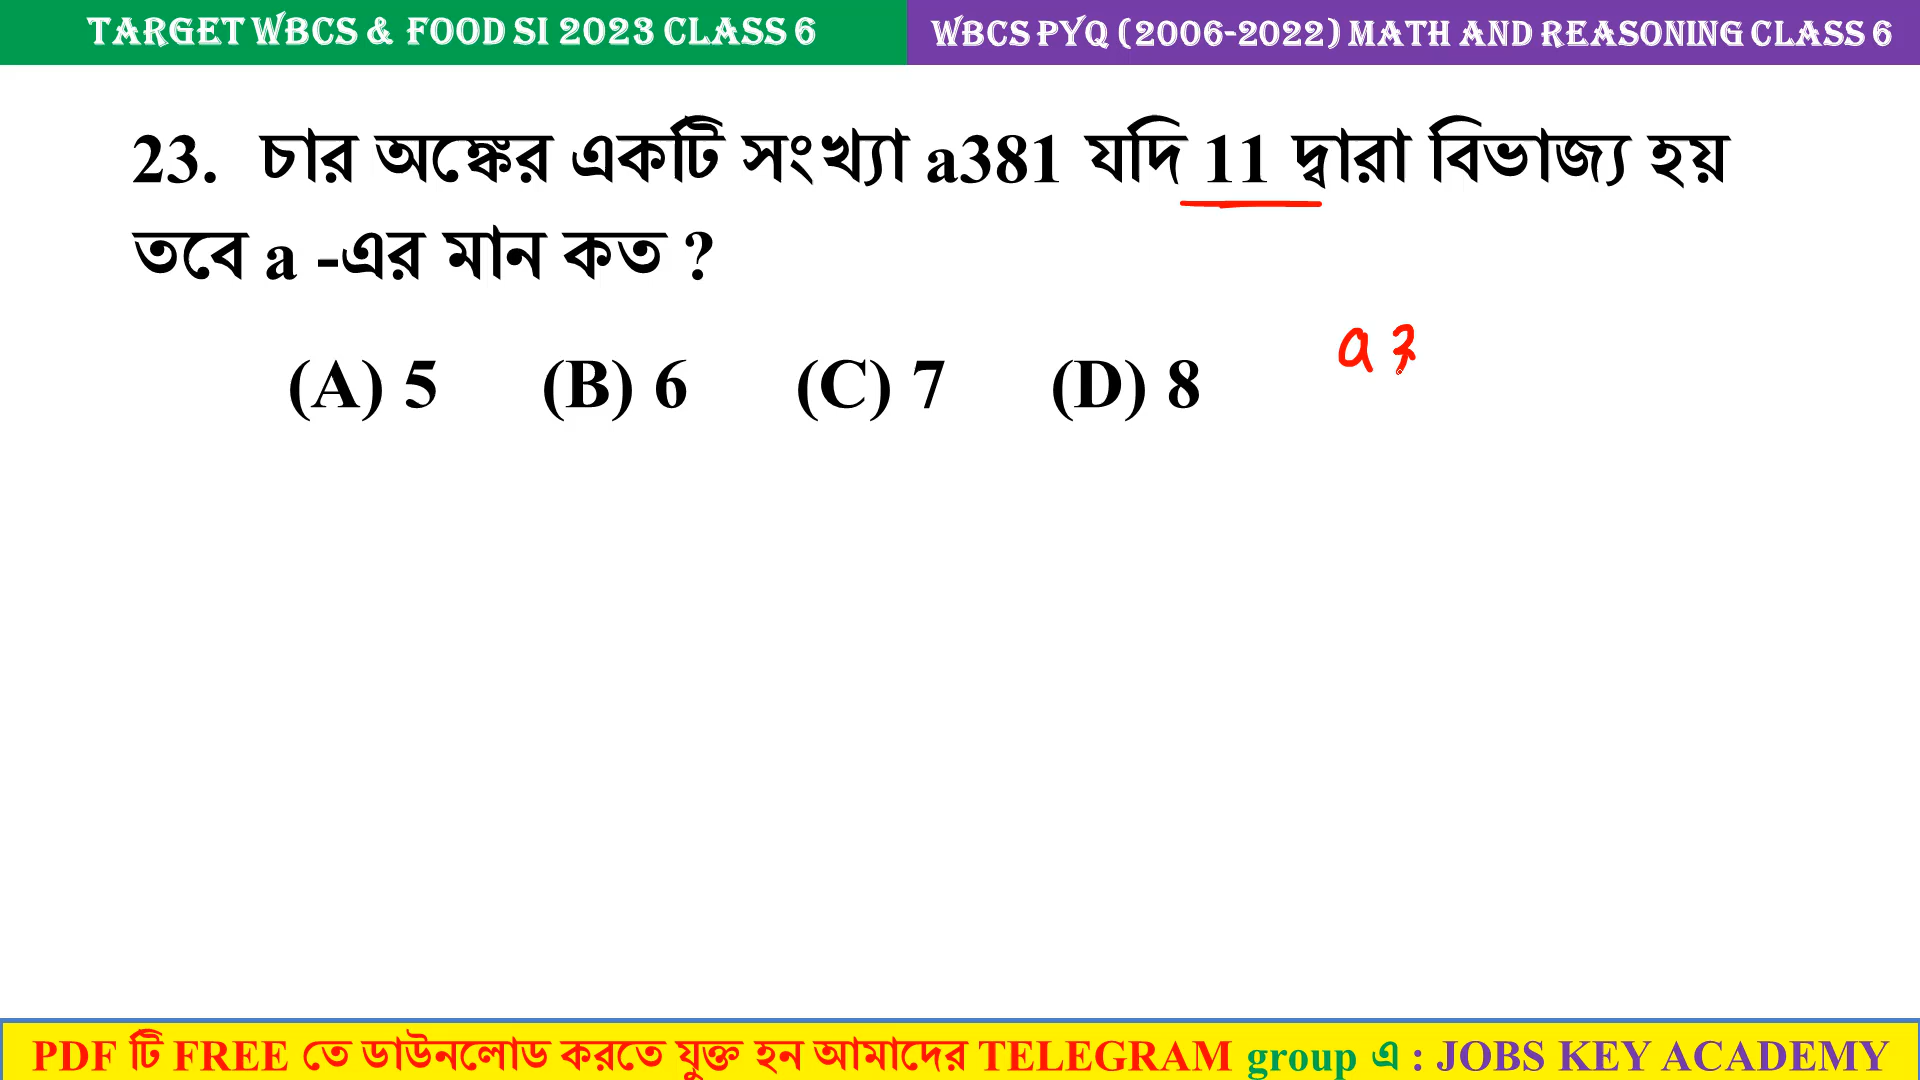 TARGET WBCS & FOOD SI 2023 CLASS 6
WBCS PYQ (2006-2022) MATH AND REASONING CLASS 6
23. চার অঙ্কের একটি সংখ্যা a381 যদি 11 দ্বারা বিভাজ্য হয়
তবে a -এর মান কত ?
(A) 5 (B) 6 (C) 7 (D) 8
a 3
PDF টি FREE তে ডাউনলোড করতে যুক্ত হন আমাদের TELEGRAM group এ : JOBS KEY ACADEMY